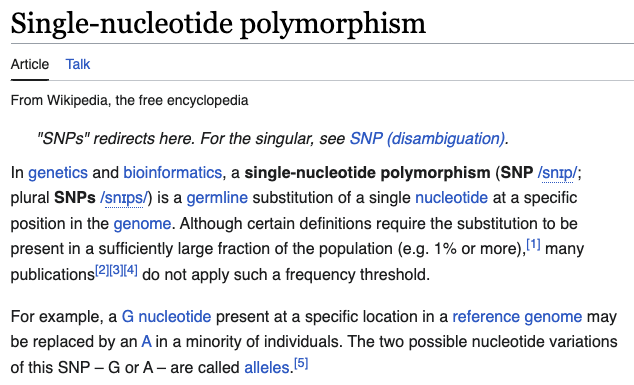 Single-nucleotide polymorphism
Article Talk
From Wikipedia, the free encyclopedia
"SNPs" redirects here. For the singular, see SNP (disambiguation).
In genetics and bioinformatics, a single-nucleotide polymorphism (SNP /snɪp/;
plural SNPs /snɪps/) is a germline substitution of a single nucleotide at a specific
position in the genome. Although certain definitions require the substitution to be
present in a sufficiently large fraction of the population (e.g. 1% or more),[1] many
publications[2][3][4] do not apply such a frequency threshold.
For example, a G nucleotide present at a specific location in a reference genome may
be replaced by an A in a minority of individuals. The two possible nucleotide variations
of this SNP – G or A – are called alleles.[5]